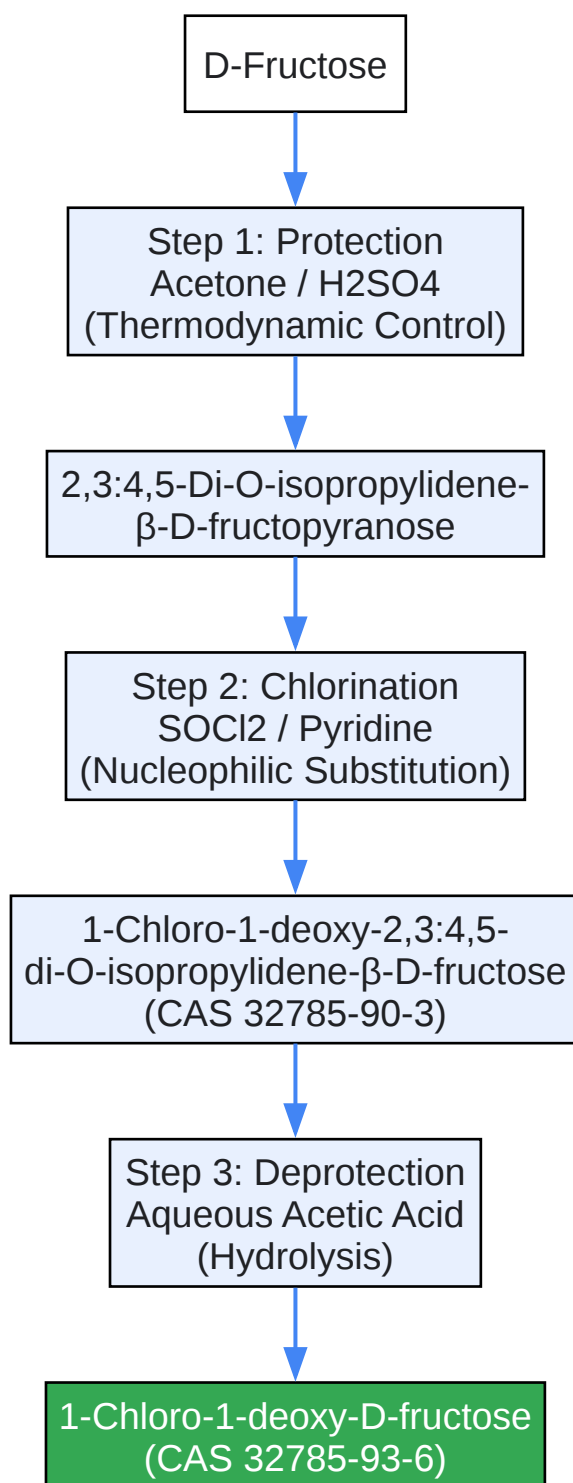 D-Fructose
Step 1: Protection
Acetone / H2SO4
(Thermodynamic Control)
2,3:4,5-Di-O-isopropylidene-
β-D-fructopyranose
Step 2: Chlorination
SOCl2 / Pyridine
(Nucleophilic Substitution)
1-Chloro-1-deoxy-2,3:4,5-
di-O-isopropylidene-β-D-fructose
(CAS 32785-90-3)
Step 3: Deprotection
Aqueous Acetic Acid
(Hydrolysis)
1-Chloro-1-deoxy-D-fructose
(CAS 32785-93-6)